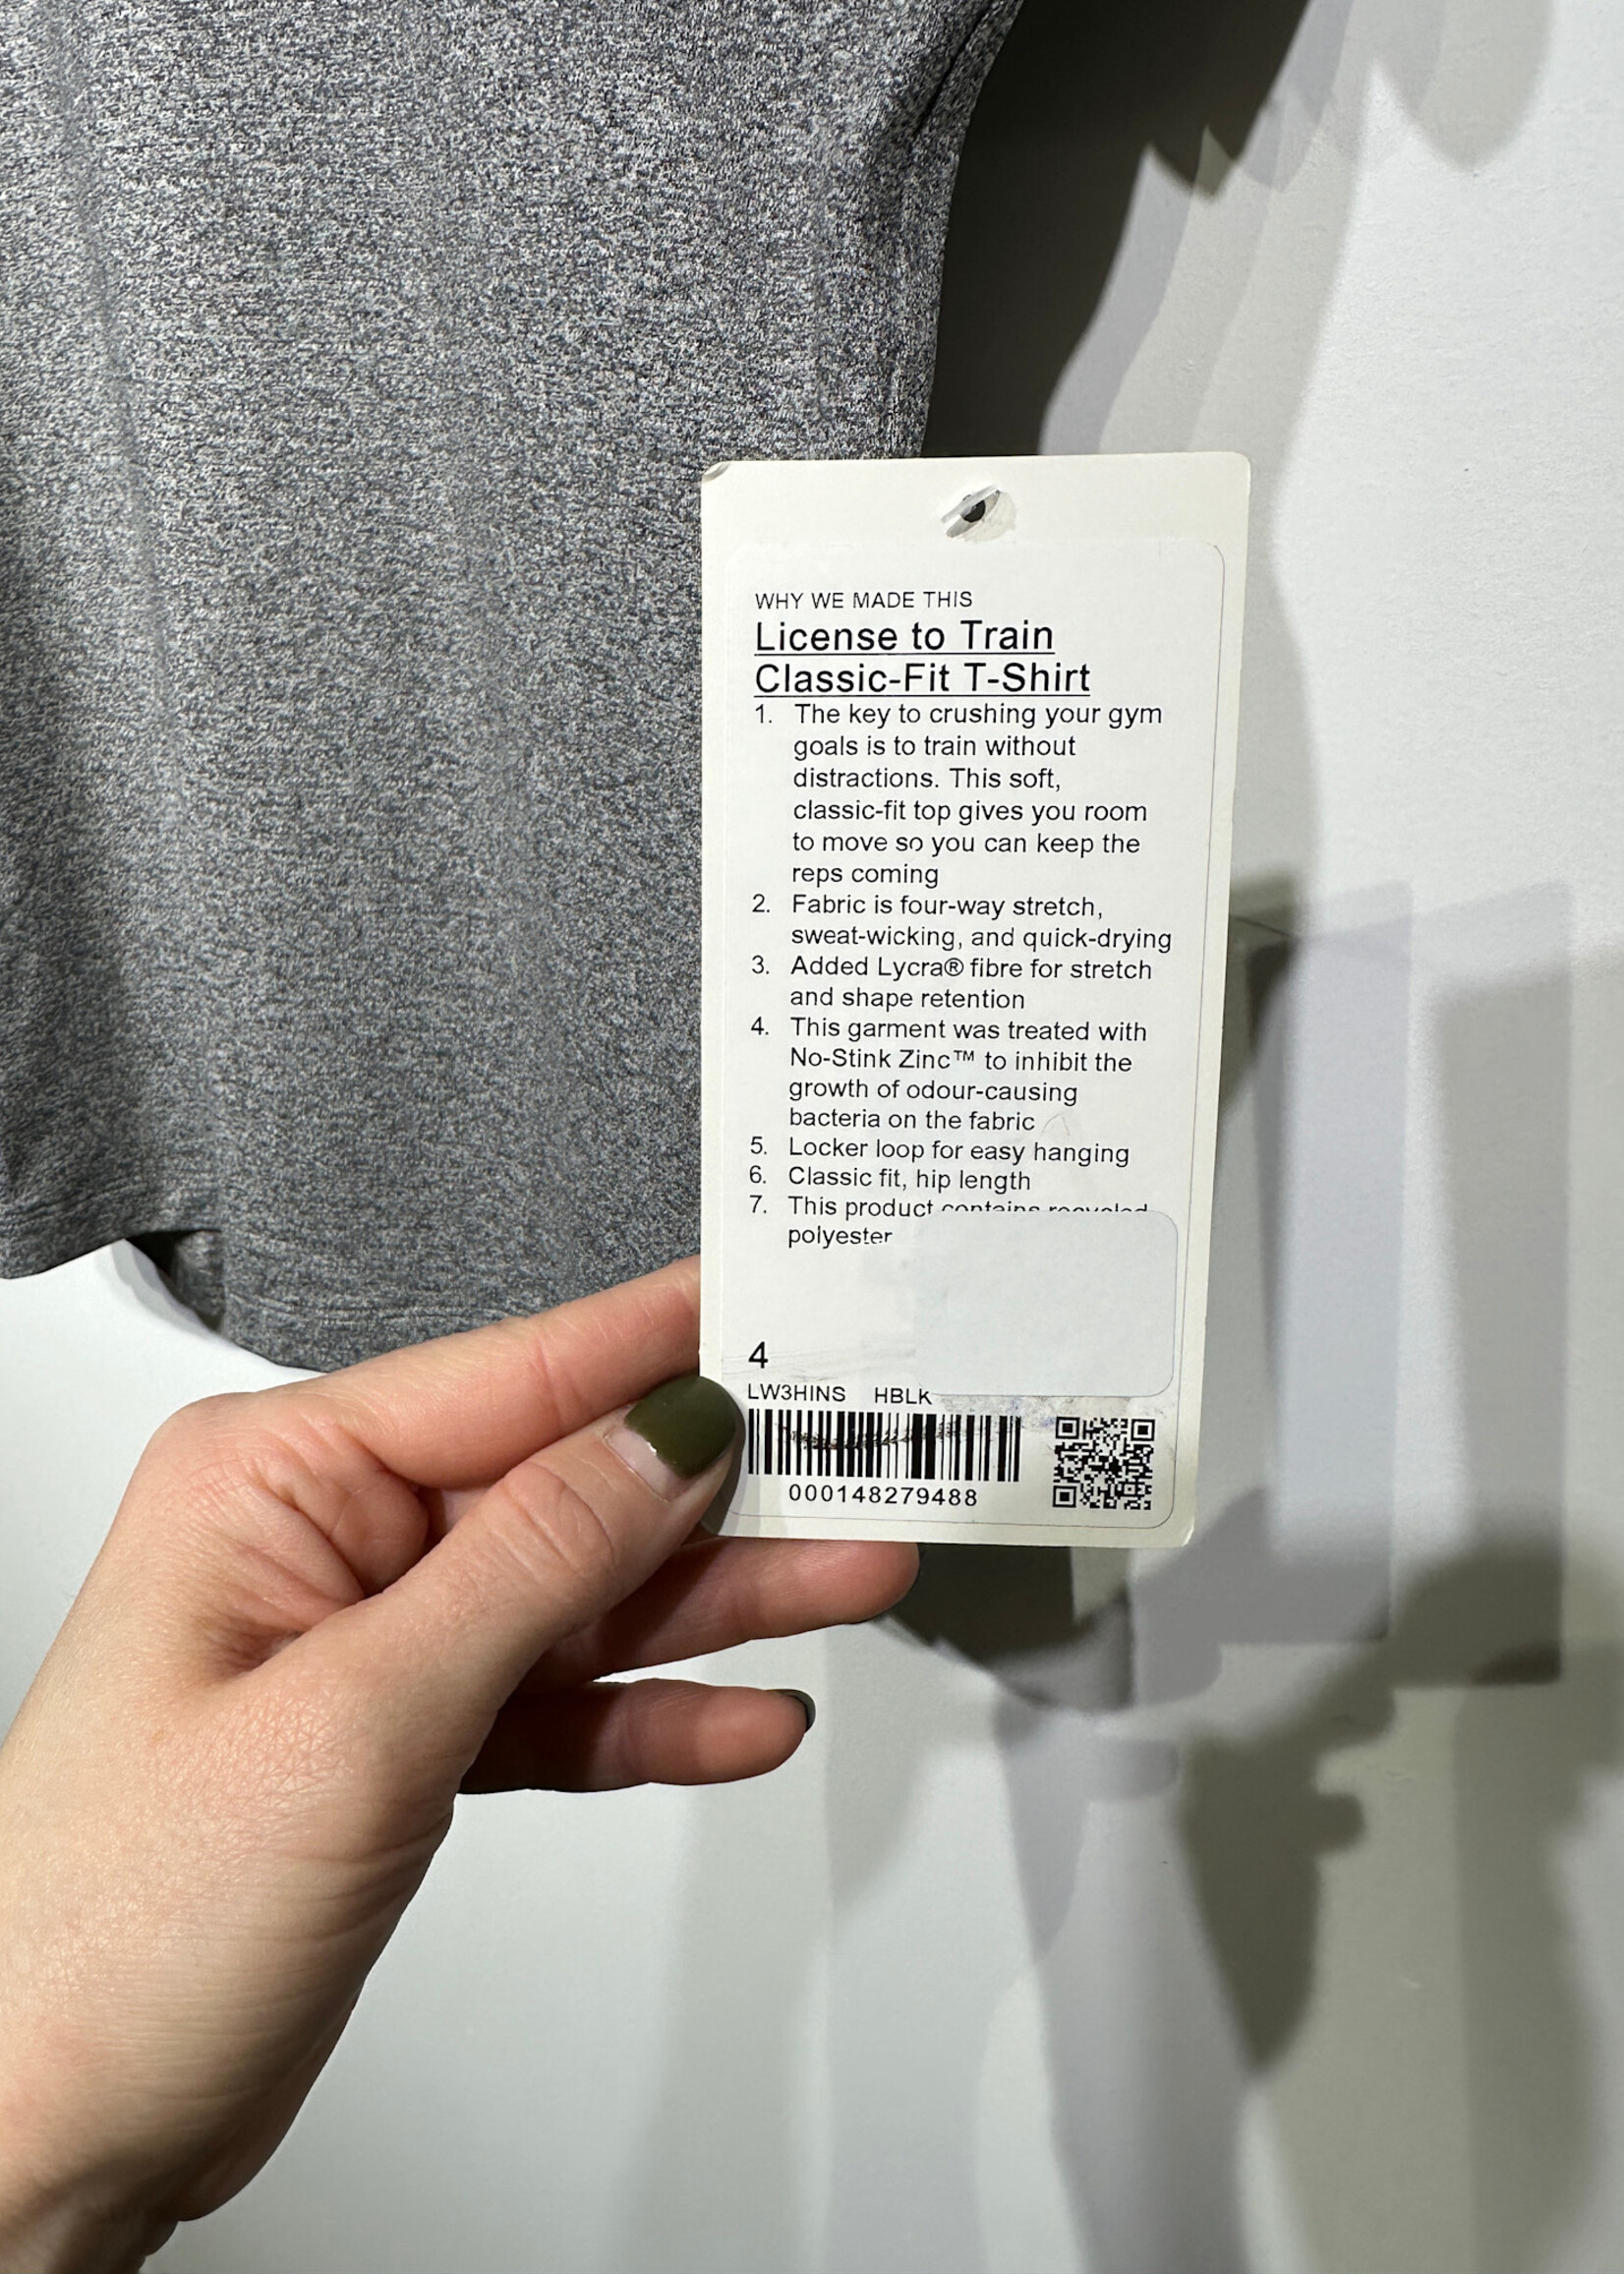 WHY WE MADE THIS
License to Train
Classic-Fit T-Shirt
1. The key to crushing your gym
goals is to train without
distractions. This soft,
classic-fit top gives you room
to move so you can keep the
reps coming
2. Fabric is four-way stretch,
sweat-wicking, and quick-drying
3. Added Lycra® fibre for stretch
and shape retention
4. This garment was treated with
No-Stink Zinc™ to inhibit the
growth of odour-causing
bacteria on the fabric
5. Locker loop for easy hanging
6. Classic fit, hip length
7. This product contains recycled
polyester
4
LW3HINS HBLK
000148279488